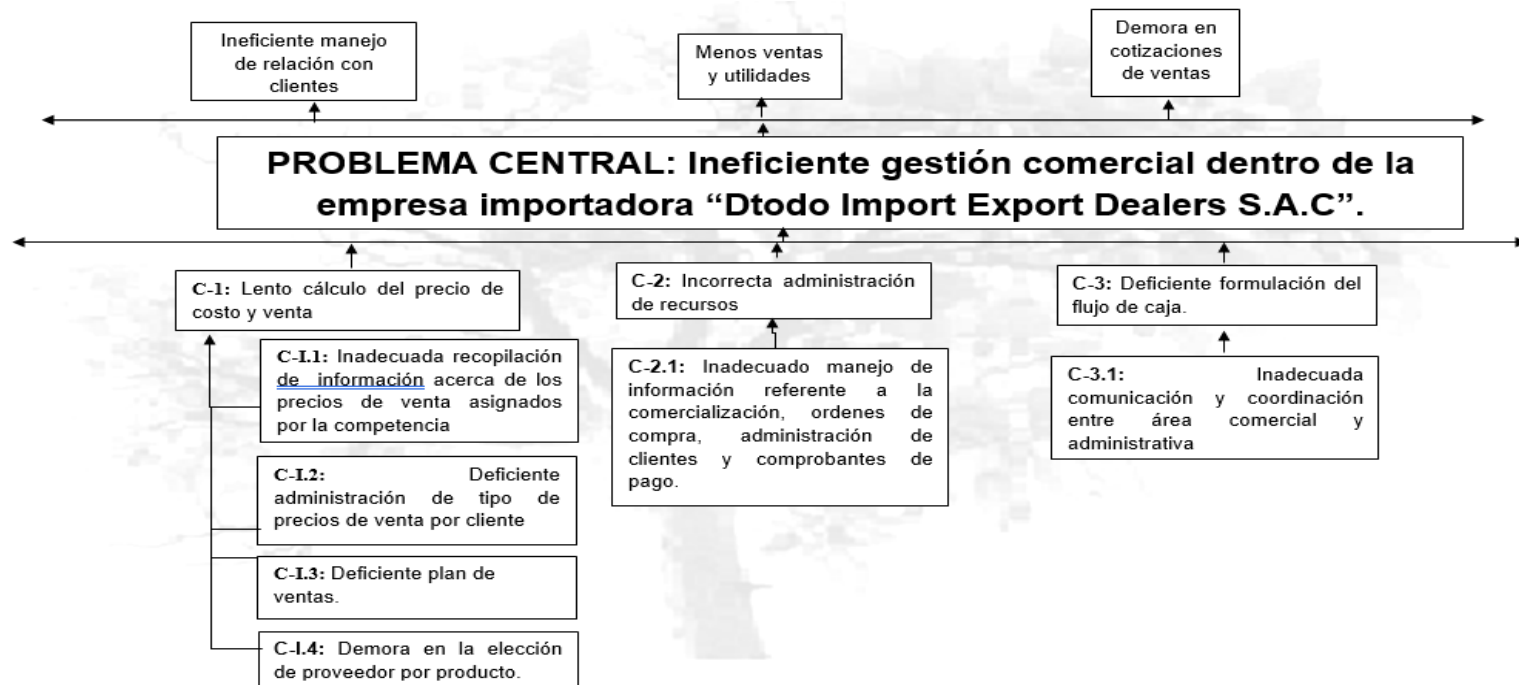 Ineficiente manejo
de relación con
clientes
Menos ventas
y utilidades
Demora en
cotizaciones
de ventas
PROBLEMA CENTRAL: Ineficiente gestión comercial dentro de la
empresa importadora “Dtodo Import Export Dealers S.A.C”.
C-1: Lento cálculo del precio de
costo y venta
C-I.1: Inadecuada recopilación
de información acerca de los
precios de venta asignados
por la competencia
C-I.2: Deficiente
administración de tipo de
precios de venta por cliente
C-I.3: Deficiente plan de
ventas.
C-I.4: Demora en la elección
de proveedor por producto.
C-2: Incorrecta administración
de recursos
C-2.1: Inadecuado manejo de
información referente a la
comercialización, ordenes de
compra, administración de
clientes y comprobantes de
pago.
C-3: Deficiente formulación del
flujo de caja.
C-3.1: Inadecuada
comunicación y coordinación
entre área comercial y
administrativa